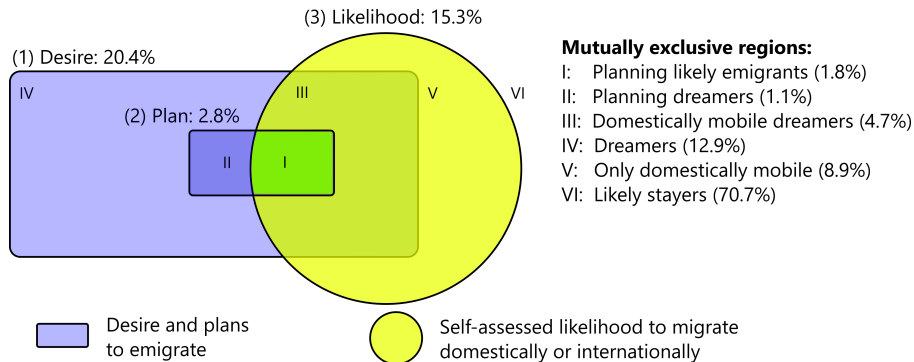 (3) Likelihood: 15.3%
(1) Desire: 20.4%
IV
III
V
VI
(2) Plan: 2.8%
II
I
Mutually exclusive regions:
I: Planning likely emigrants (1.8%)
II: Planning dreamers (1.1%)
III: Domestically mobile dreamers (4.7%)
IV: Dreamers (12.9%)
V: Only domestically mobile (8.9%)
VI: Likely stayers (70.7%)
Desire and plans
to emigrate
Self-assessed likelihood to migrate
domestically or internationally